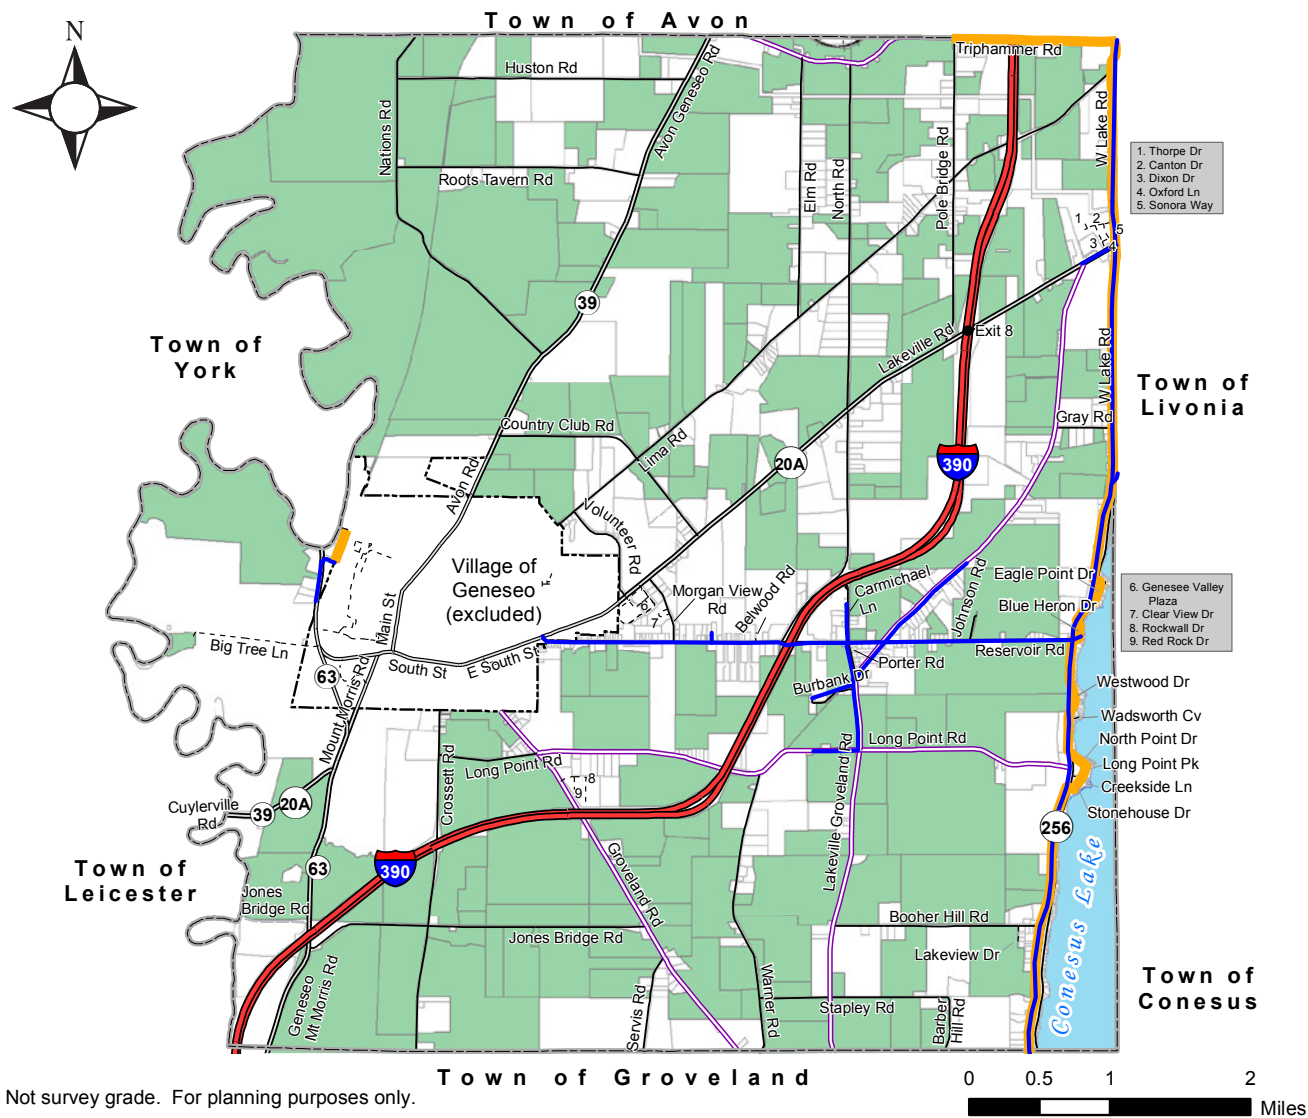 Town of Avon
N
Triphammer Rd
Huston Rd
Avon Geneseo Rd
Nations Rd
W Lake Rd
Pole Bridge Rd
1. Thorpe Dr
2. Canton Dr
3. Dixon Dr
4. Oxford Ln
5. Sonora Way
Roots Tavern Rd
Elm Rd
North Rd
1 2
5
3
4
39
Exit 8
Lakeville Rd
Town of
York
W Lake Rd
Town of
Livonia
Gray Rd
Country Club Rd
Lima Rd
20A
390
Avon Rd
Volunteer Rd
Village of
Geneseo
(excluded)
Morgan View
Rd
Belwood Rd
Carmichael
Ln
Johnson Rd
Eagle Point Dr
Blue Heron Dr
6. Genesee Valley
Plaza
7. Clear View Dr
8. Rockwall Dr
9. Red Rock Dr
6
7
Main St
Big Tree Ln
South St
E South St
Reservoir Rd
Porter Rd
63
Mount Morris Rd
Burbank Dr
Westwood Dr
Wadsworth Cv
North Point Dr
Long Point Rd
Long Point Rd
Long Point Pk
Creekside Ln
Stonehouse Dr
8
9
Crossett Rd
Lakeville Groveland Rd
Cuylerville
Rd
39
20A
256
Town of
Leicester
63
390
Groveland Rd
Jones
Bridge Rd
Jones Bridge Rd
Booher Hill Rd
Lakeview Dr
Conesus Lake
Town of
Conesus
Geneseo
Mt Morris Rd
Servis Rd
Warner Rd
Stapley Rd
Barber
Hill Rd
Town of Groveland
0 0.5 1 2
Miles
Not survey grade. For planning purposes only.